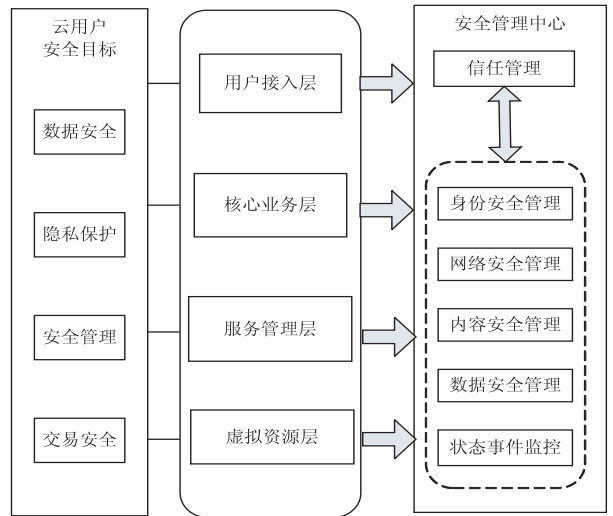 云用户
安全目标
数据安全
隐私保护
安全管理
交易安全
用户接入层
核心业务层
服务管理层
虚拟资源层
安全管理中心
信任管理
身份安全管理
网络安全管理
内容安全管理
数据安全管理
状态事件监控